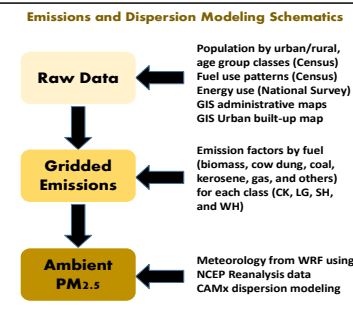 Emissions and Dispersion Modeling Schematics
Raw Data
Population by urban/rural,
age group classes (Census)
Fuel use patterns (Census)
Energy use (National Survey)
GIS administrative maps
GIS Urban built-up map
Gridded
Emissions
Emission factors by fuel
(biomass, cow dung, coal,
kerosene, gas, and others)
for each class (CK, LG, SH,
and WH)
Ambient
PM2.5
Meteorology from WRF using
NCEP Reanalysis data
CAMx dispersion modeling